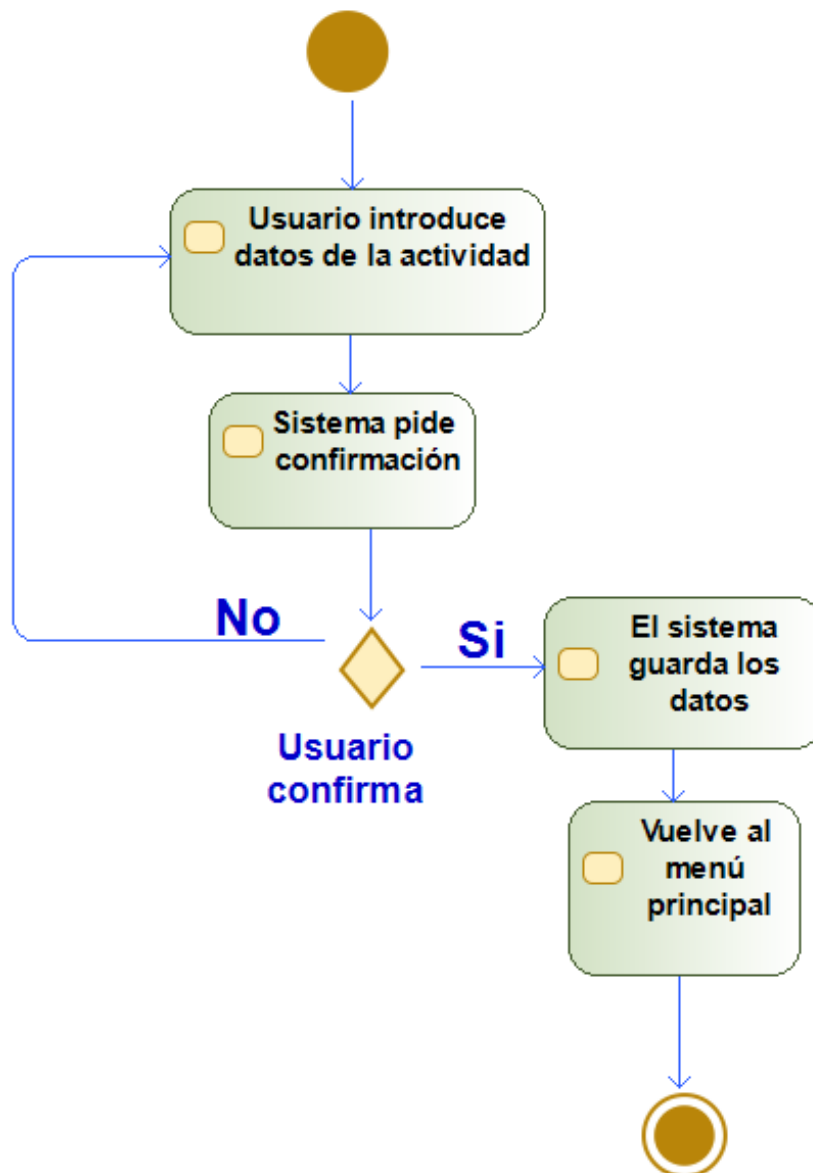 Usuario introduce
datos de la actividad
Sistema pide
confirmación
No
Si
Usuario
confirma
El sistema
guarda los
datos
Vuelve al
menú
principal